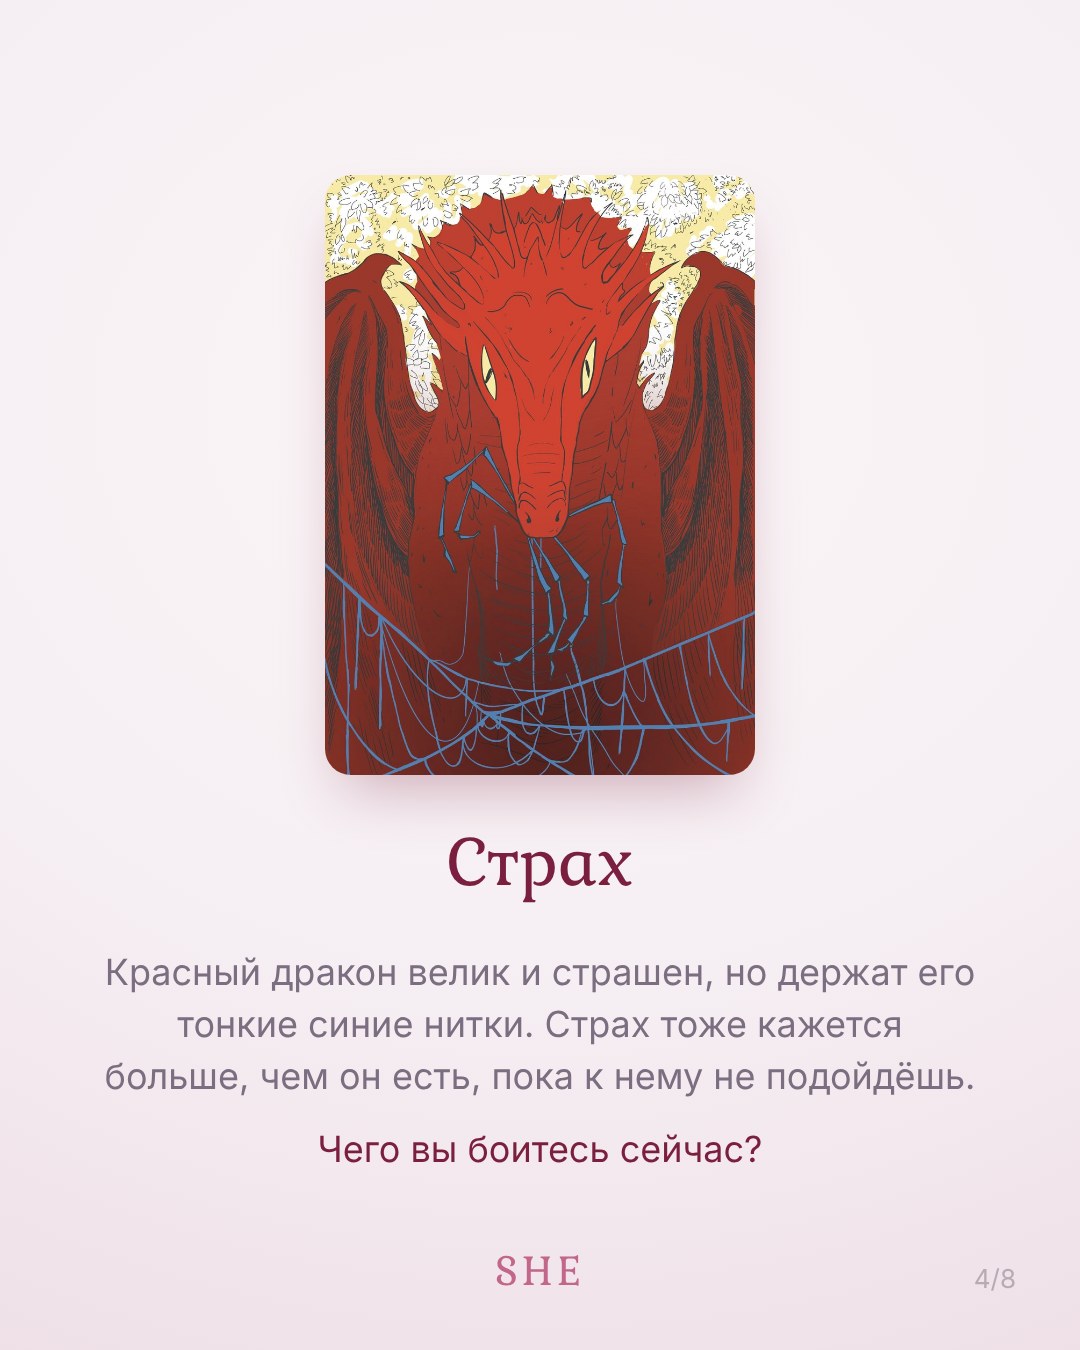 Страх
Красный дракон велик и страшен, но держат его
тонкие синие нитки. Страх тоже кажется
больше, чем он есть, пока к нему не подойдёшь.
Чего вы боитесь сейчас?
SHE
4/8